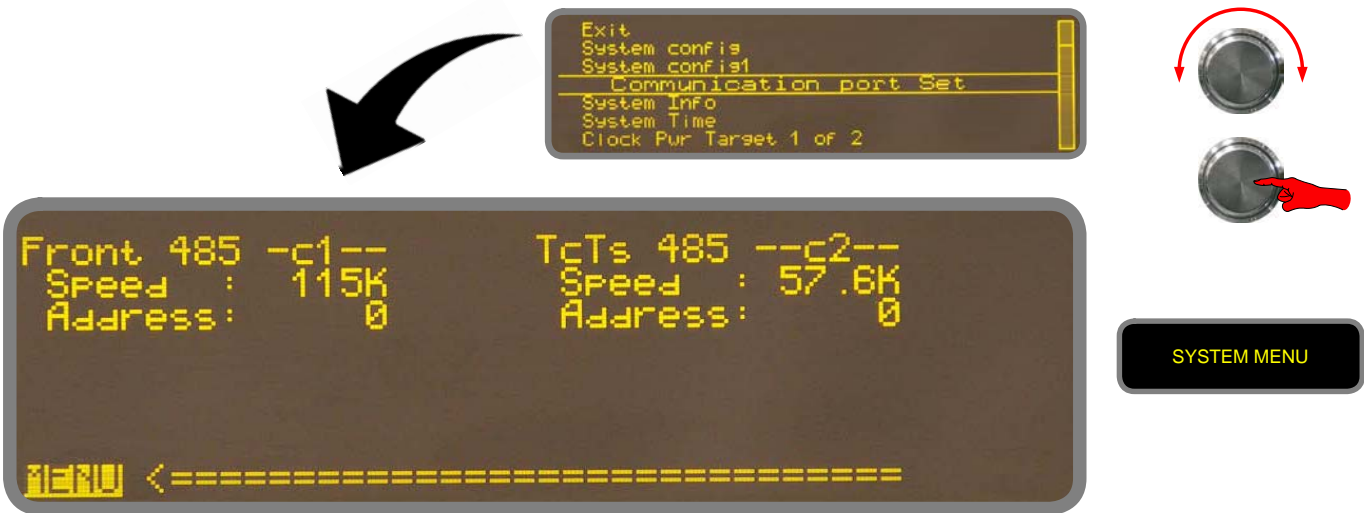 Exit
System config
System config1
Communication port Set
System Info
System Time
Clock Pwr Target 1 of 2
Front 485 -c1-- TcTs 485 --c2--
Speed : 115K Speed : 57.6K
Address: 0 Address: 0
SYSTEM MENU
MENU <================================